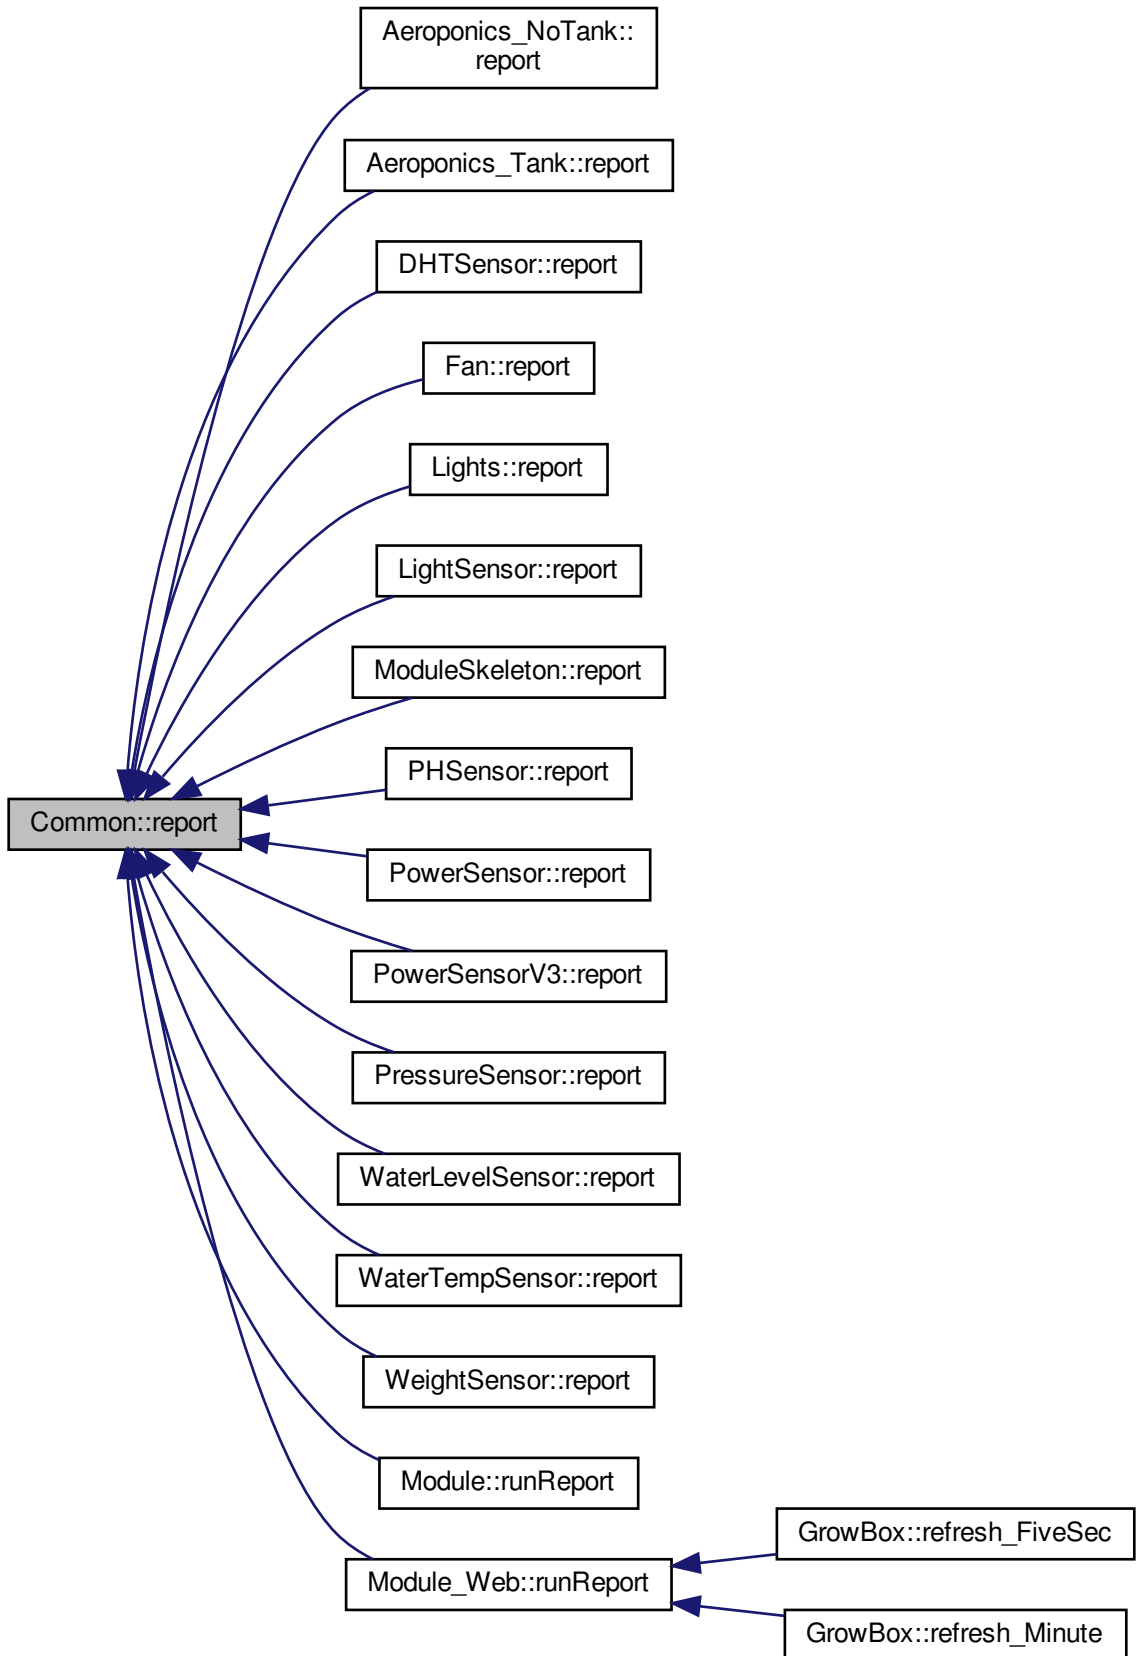 Aeroponics_NoTank::
report
Aeroponics_Tank::report
DHTSensor::report
Fan::report
Lights::report
LightSensor::report
ModuleSkeleton::report
PHSensor::report
Common::report
PowerSensor::report
PowerSensorV3::report
PressureSensor::report
WaterLevelSensor::report
WaterTempSensor::report
WeightSensor::report
Module::runReport
GrowBox::refresh_FiveSec
Module_Web::runReport
GrowBox::refresh_Minute